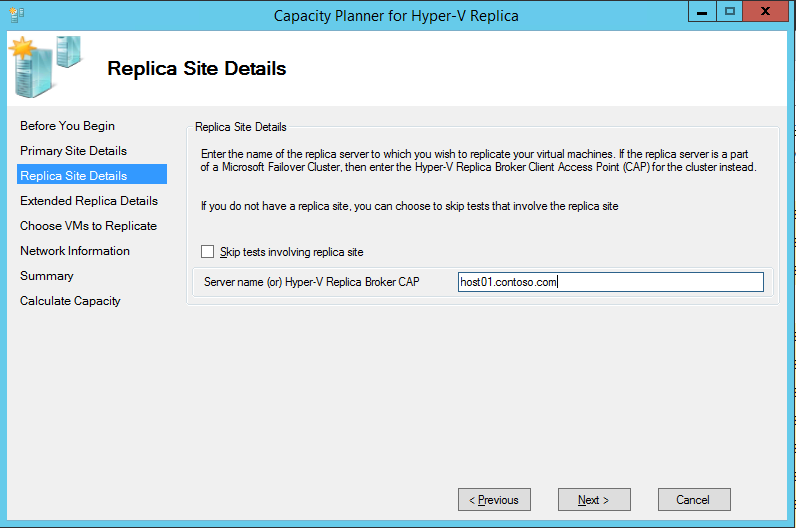 Capacity Planner for Hyper-V Replica
Replica Site Details
Before You Begin
Primary Site Details
Replica Site Details
Extended Replica Details
Choose VMs to Replicate
Network Information
Summary
Calculate Capacity
Replica Site Details
Enter the name of the replica server to which you wish to replicate your virtual machines. If the replica server is a part
of a Microsoft Failover Cluster, then enter the Hyper-V Replica Broker Client Access Point (CAP) for the cluster instead.
If you do not have a replica site, you can choose to skip tests that involve the replica site
Skip tests involving replica site
Server name (or) Hyper-V Replica Broker CAP
host01.contoso.com
< Previous
Next >
Cancel